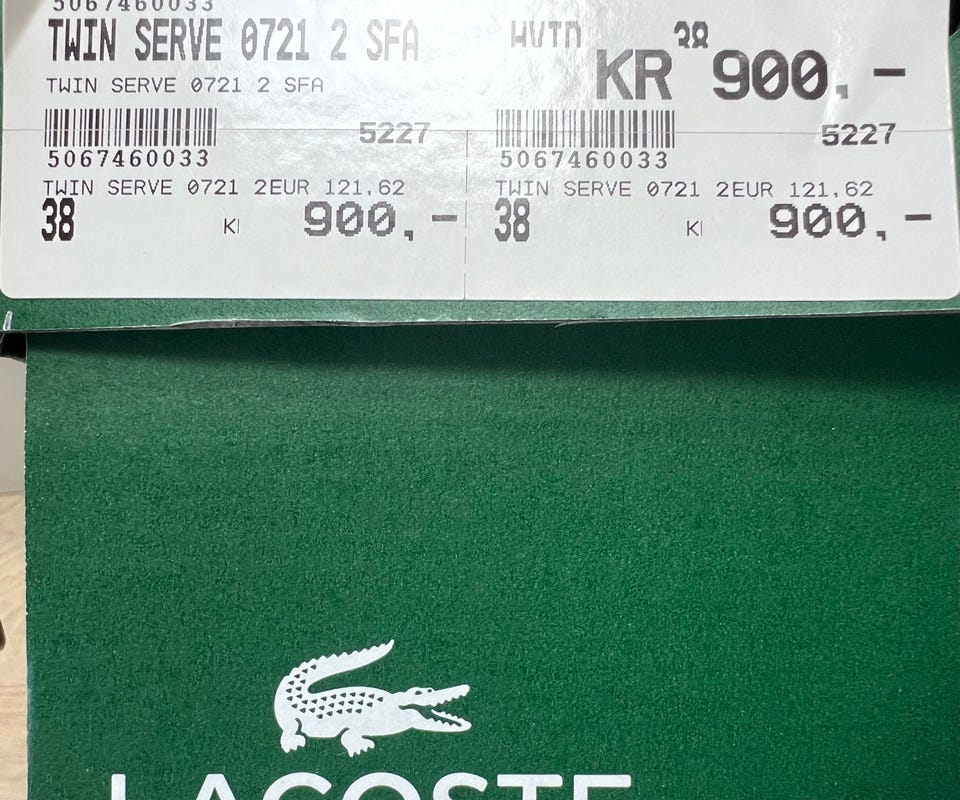 5067460033
TWIN SERVE 0721 2 SFA HVID 38
TWIN SERVE 0721 2 SFA KR 900,-
5227 5227
5067460033 5067460033
TWIN SERVE 0721 2EUR 121,62 TWIN SERVE 0721 2EUR 121,62
38 900,- 38 900,-
LACOSTE